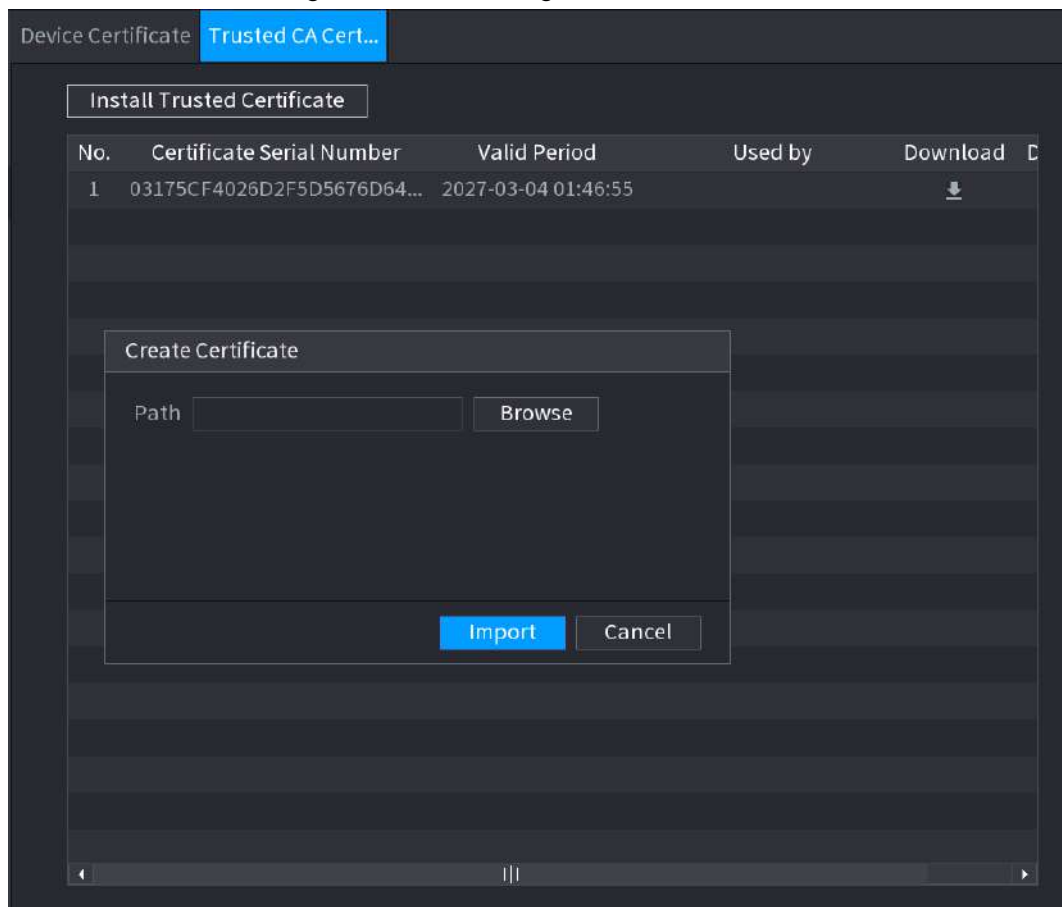 Device Certificate Trusted CA Cert...
Install Trusted Certificate
No. Certificate Serial Number Valid Period Used by Download D
1 03175CF4026D2F5D5676D64... 2027-03-04 01:46:55
Create Certificate
Path Browse
Import Cancel